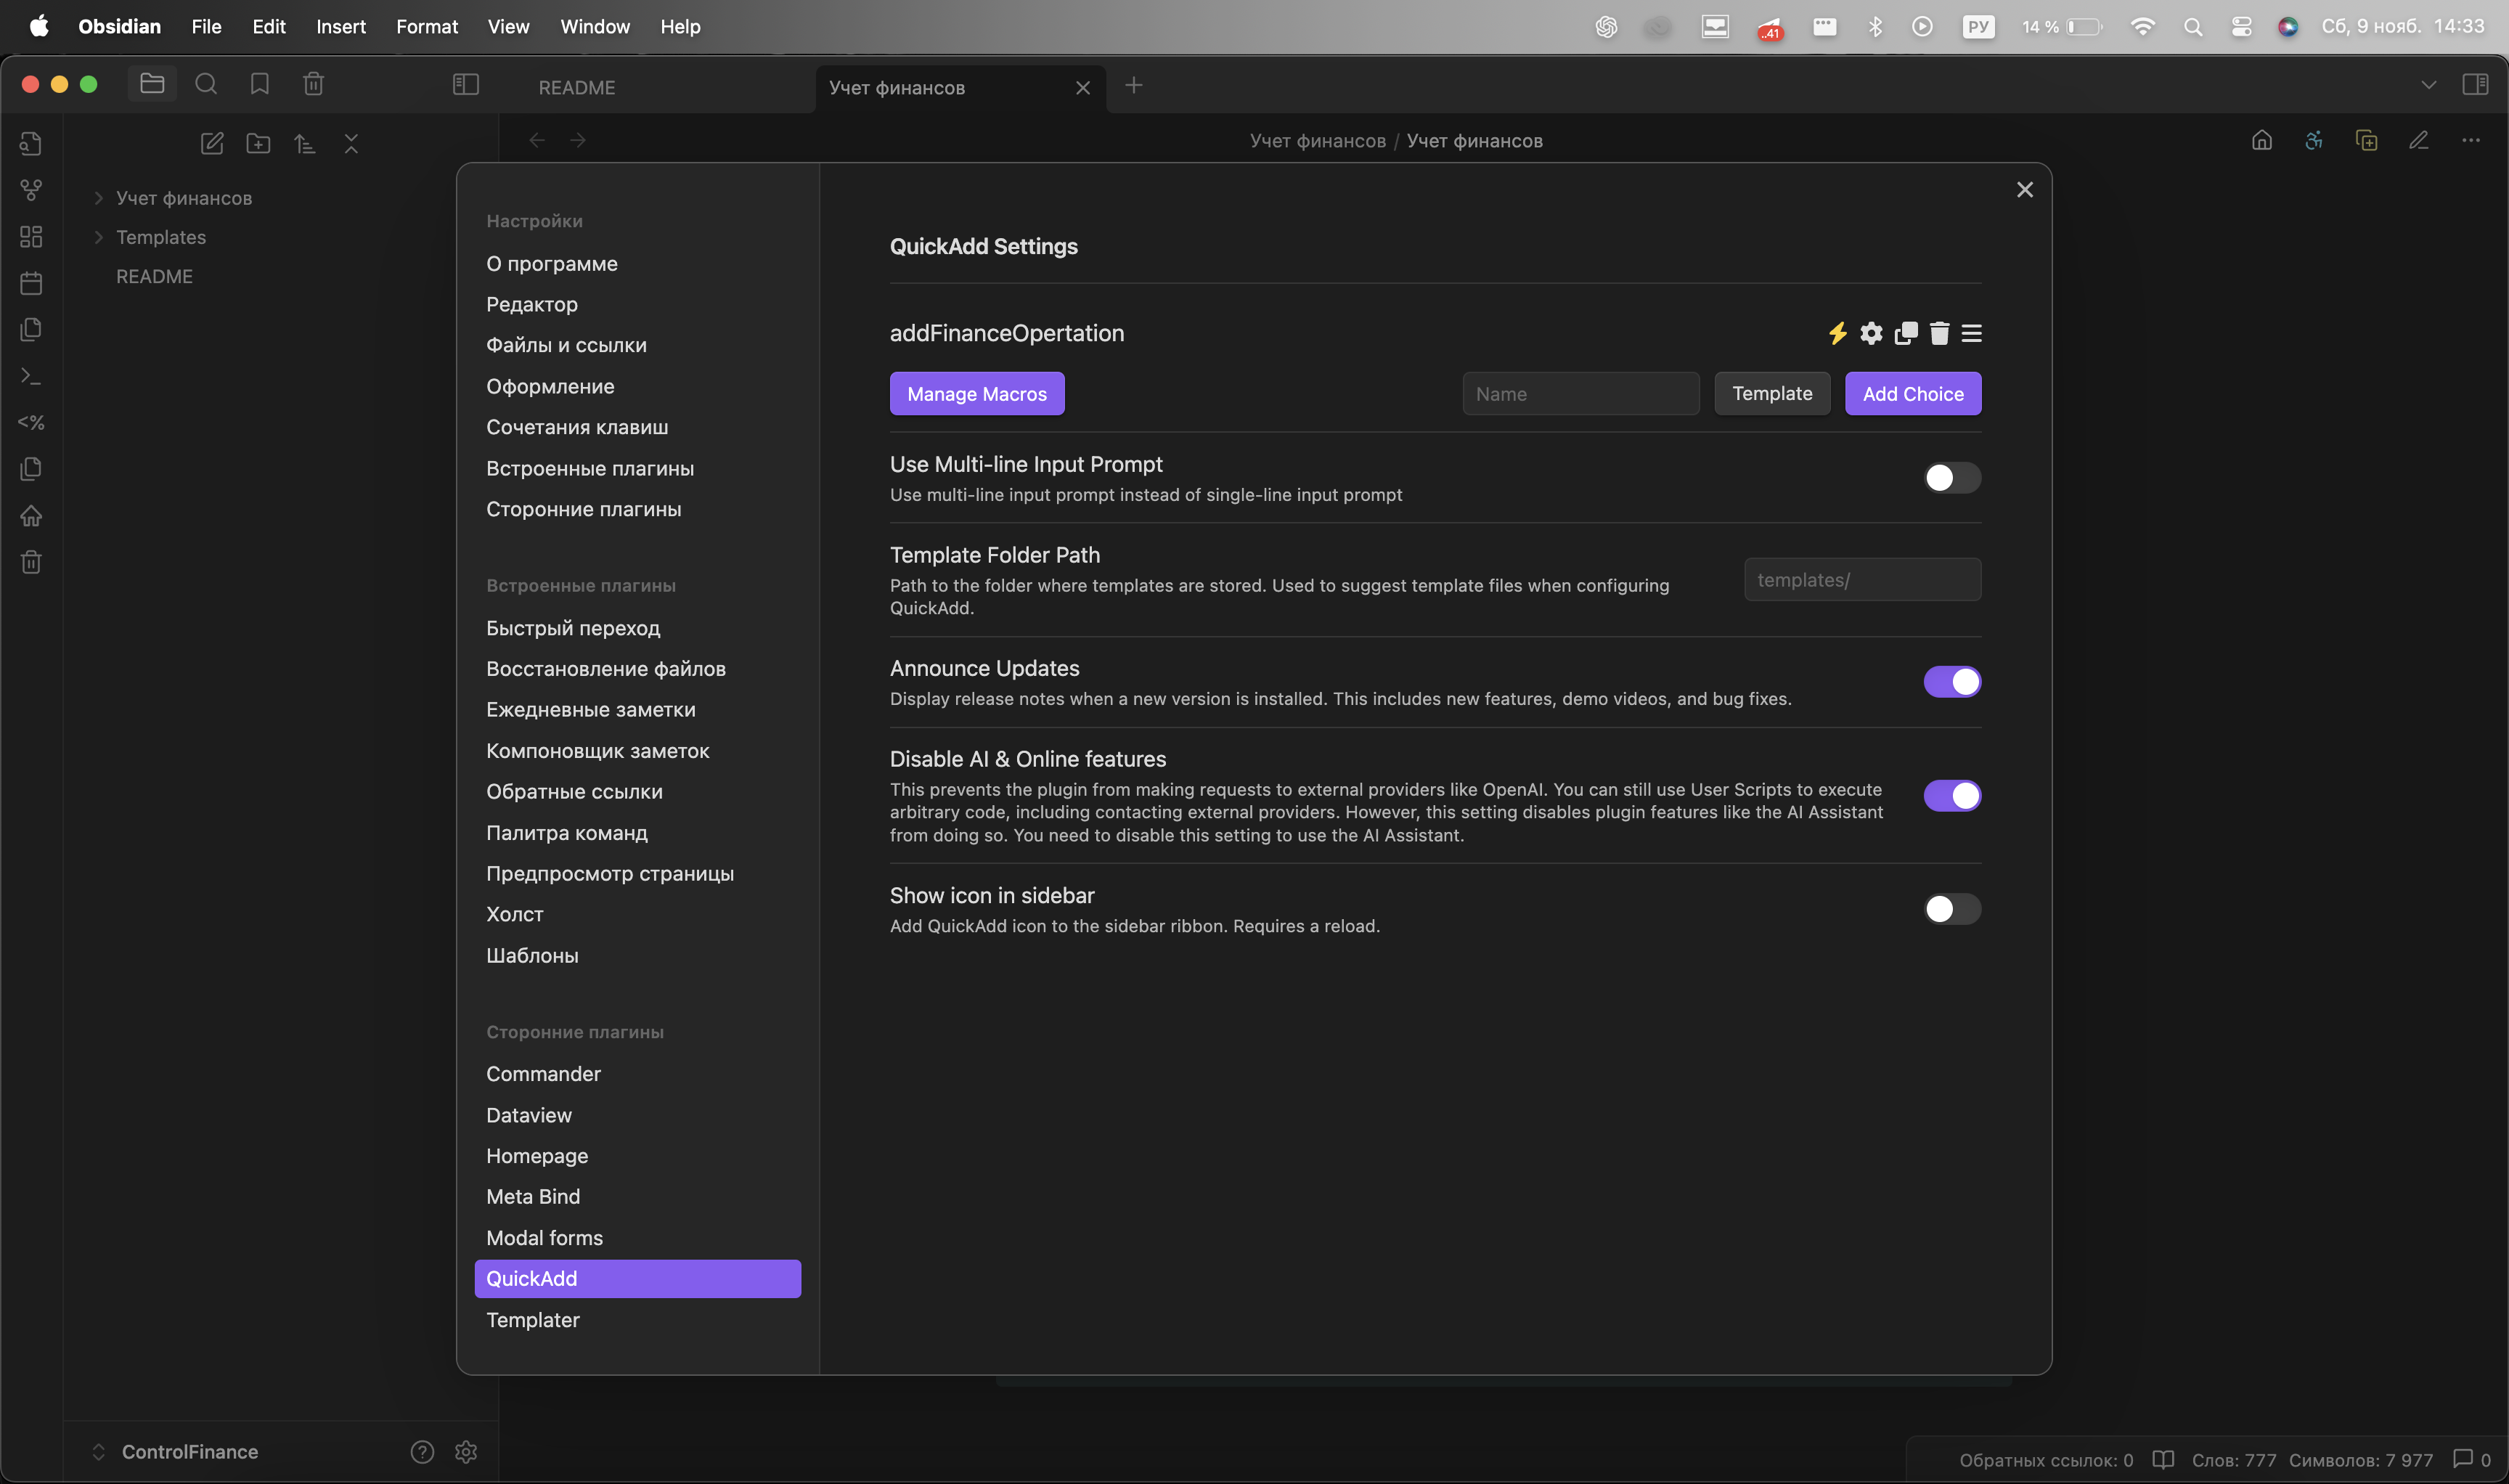 Obsidian File Edit Insert Format View Window Help
..41 РУ 14 % Сб, 9 нояб. 14:33
README Учет финансов
Учет финансов / Учет финансов
Учет финансов
Templates
README
<%
Настройки
О программе
Редактор
Файлы и ссылки
Оформление
Сочетания клавиш
Встроенные плагины
Сторонние плагины
Встроенные плагины
Быстрый переход
Восстановление файлов
Ежедневные заметки
Компоновщик заметок
Обратные ссылки
Палитра команд
Предпросмотр страницы
Холст
Шаблоны
Сторонние плагины
Commander
Dataview
Homepage
Meta Bind
Modal forms
QuickAdd
Templater
QuickAdd Settings
addFinanceOpertation
Manage Macros Name Template Add Choice
Use Multi-line Input Prompt
Use multi-line input prompt instead of single-line input prompt
Template Folder Path
Path to the folder where templates are stored. Used to suggest template files when configuring
QuickAdd.
templates/
Announce Updates
Display release notes when a new version is installed. This includes new features, demo videos, and bug fixes.
Disable AI & Online features
This prevents the plugin from making requests to external providers like OpenAI. You can still use User Scripts to execute
arbitrary code, including contacting external providers. However, this setting disables plugin features like the AI Assistant
from doing so. You need to disable this setting to use the AI Assistant.
Show icon in sidebar
Add QuickAdd icon to the sidebar ribbon. Requires a reload.
ControlFinance
Обратных ссылок: 0 Слов: 777 Символов: 7 977 0